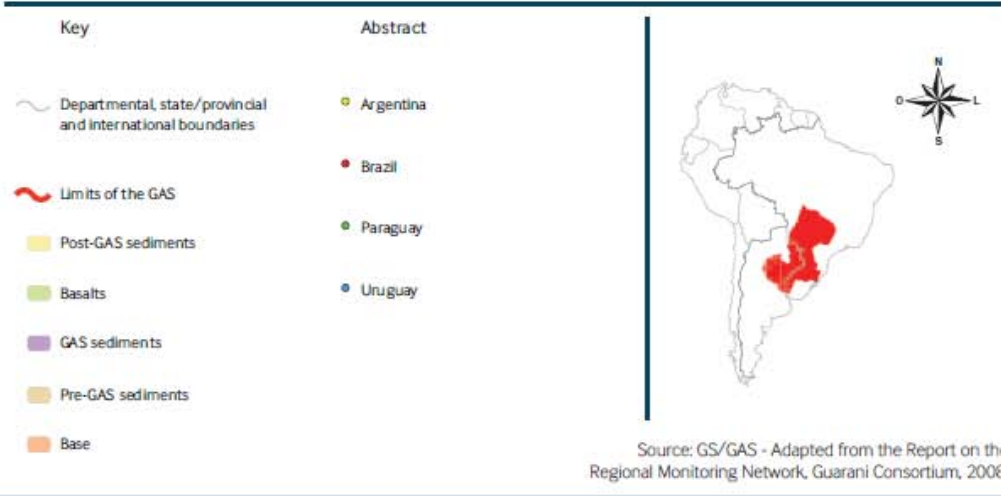 Key
Abstract
Departmental, state/provincial
and international boundaries
Limits of the GAS
Post-GAS sediments
Basalts
GAS sediments
Pre-GAS sediments
Base
Argentina
Brazil
Paraguay
Uruguay
N
O
L
S
Source: GS/GAS - Adapted from the Report on the
Regional Monitoring Network, Guarani Consortium, 2008